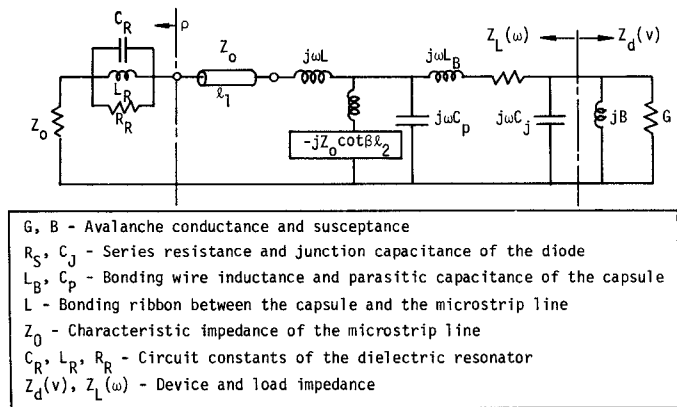 C_R
ρ
L_R
R_R
Z_o
Z_o
ℓ_1
jωL
-jZ_o cotβℓ_2
jωC_p
jωL_B
Z_L(ω)
Z_d(v)
jωC_j
jB
G
G, B - Avalanche conductance and susceptance
R_S, C_J - Series resistance and junction capacitance of the diode
L_B, C_P - Bonding wire inductance and parasitic capacitance of the capsule
L - Bonding ribbon between the capsule and the microstrip line
Z_0 - Characteristic impedance of the microstrip line
C_R, L_R, R_R - Circuit constants of the dielectric resonator
Z_d(v), Z_L(ω) - Device and load impedance